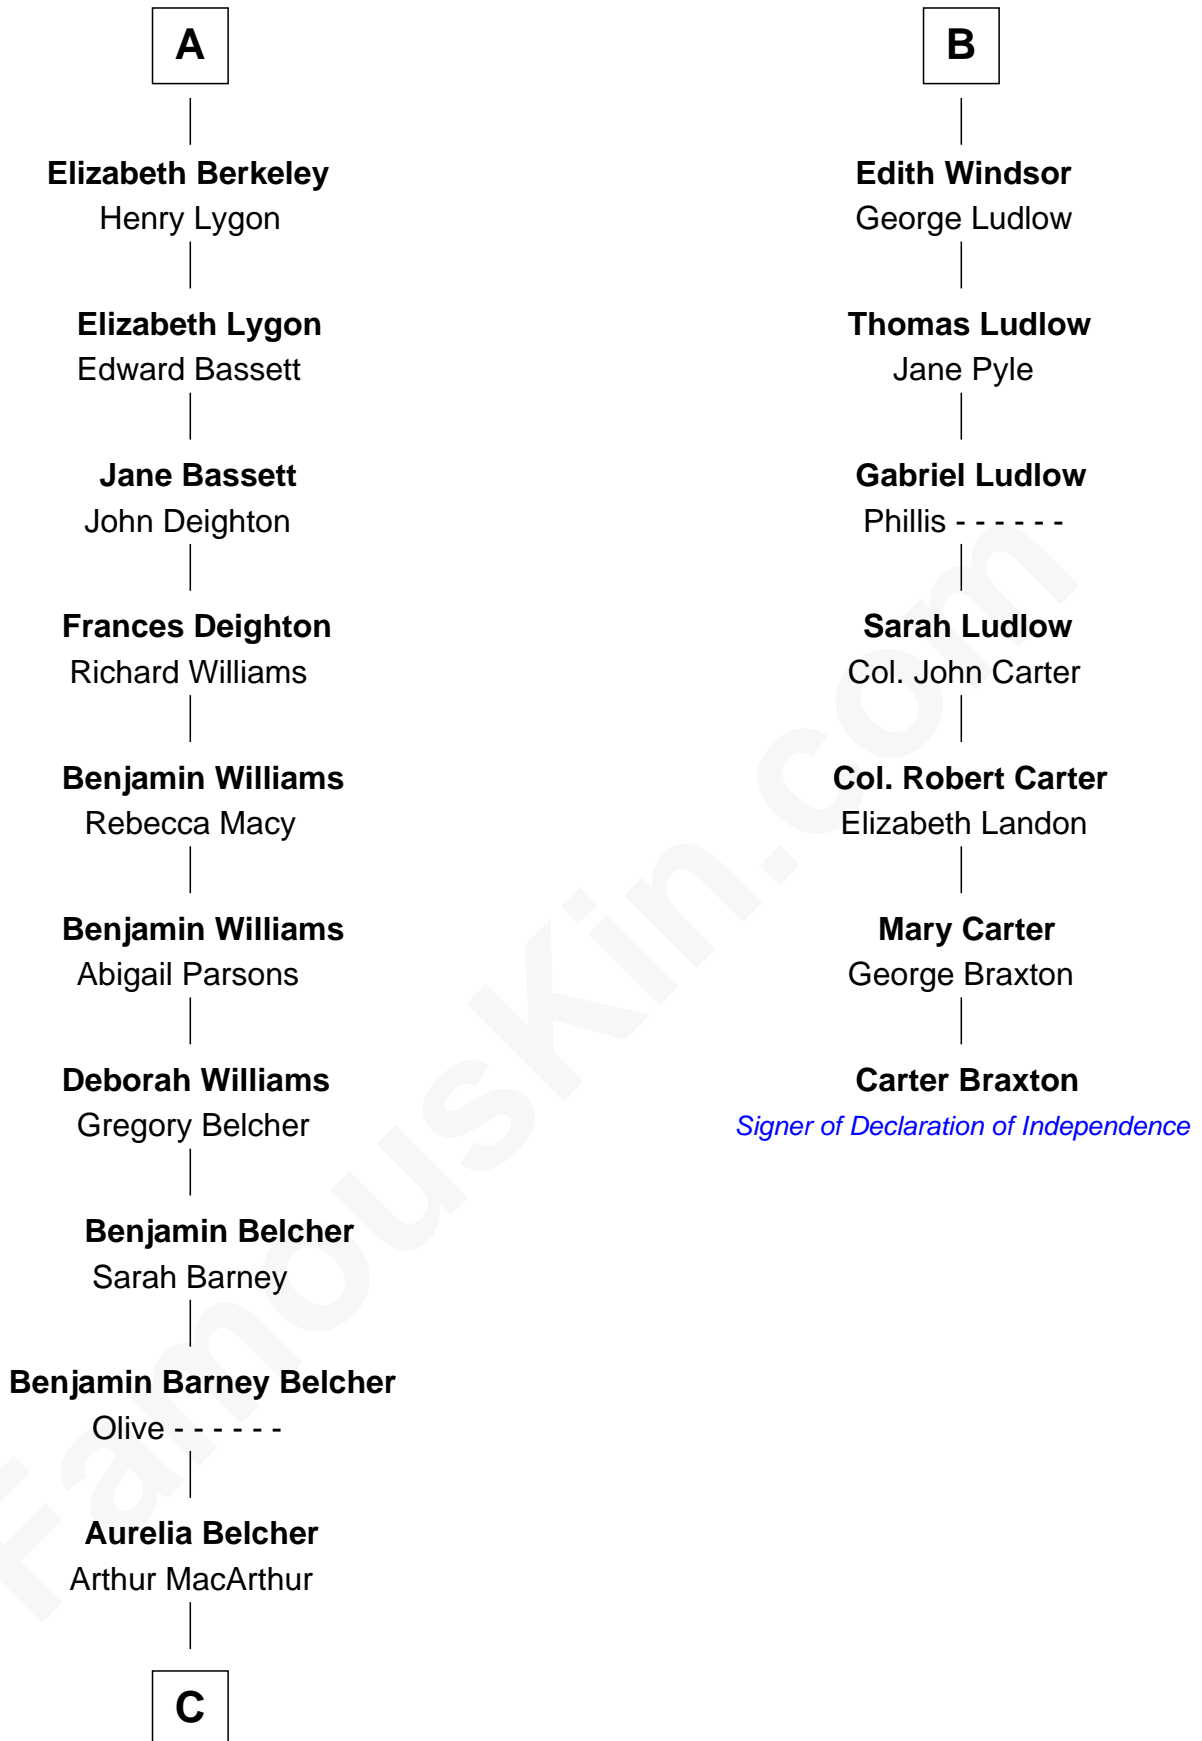 A
Elizabeth Berkeley
Henry Lygon
Elizabeth Lygon
Edward Bassett
Jane Bassett
John Deighton
Frances Deighton
Richard Williams
Benjamin Williams
Rebecca Macy
Benjamin Williams
Abigail Parsons
Deborah Williams
Gregory Belcher
Benjamin Belcher
Sarah Barney
Benjamin Barney Belcher
Olive - - - - - -
Aurelia Belcher
Arthur MacArthur
C
B
Edith Windsor
George Ludlow
Thomas Ludlow
Jane Pyle
Gabriel Ludlow
Phillis - - - - - -
Sarah Ludlow
Col. John Carter
Col. Robert Carter
Elizabeth Landon
Mary Carter
George Braxton
Carter Braxton
Signer of Declaration of Independence
FamousKin.com